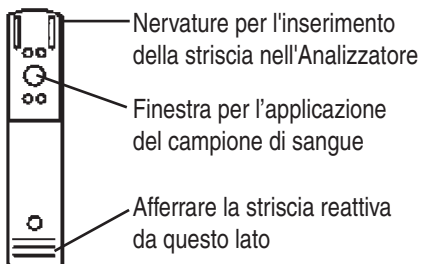 Nervature per l'inserimento
della striscia nell'Analizzatore
Finestra per l’applicazione
del campione di sangue
Afferrare la striscia reattiva
da questo lato